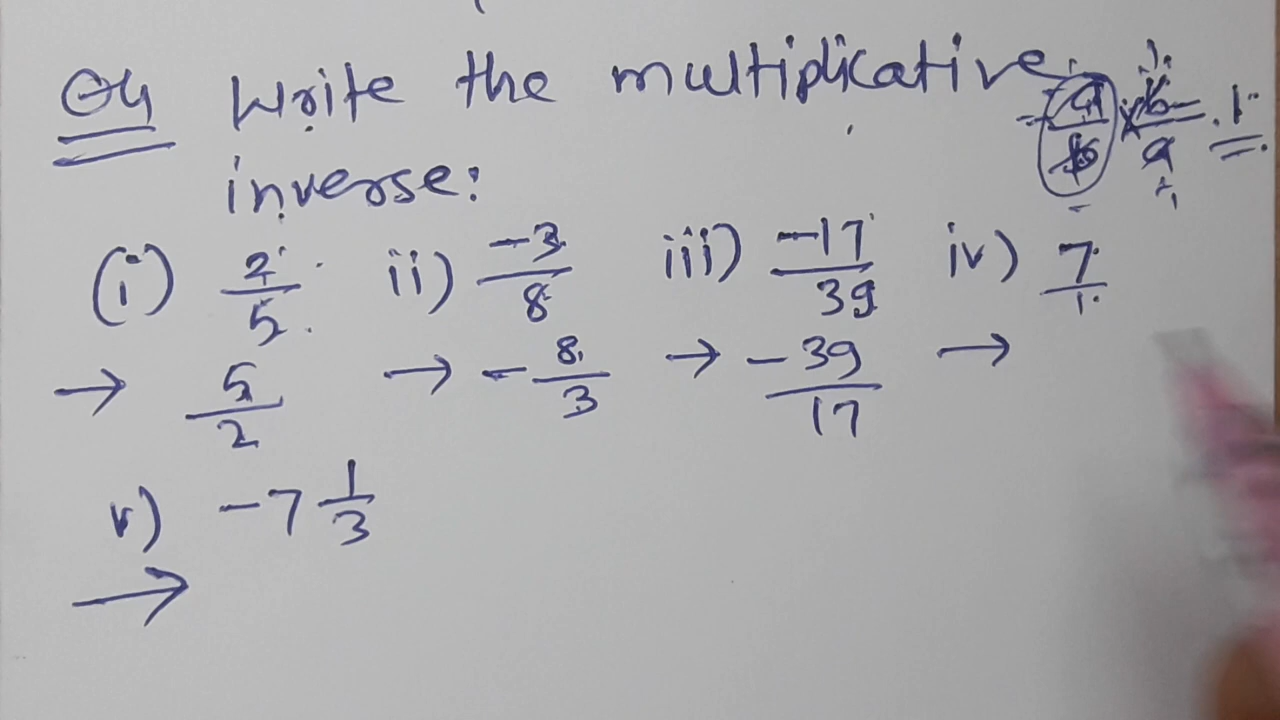 Q4 Write the multiplicative a/b × b/a = 1
inverse:
(i) 2/5 ii) -3/8 iii) -17/39 iv) 7/1
→ 5/2 → -8/3 → -39/17 →
v) -7 1/3
→